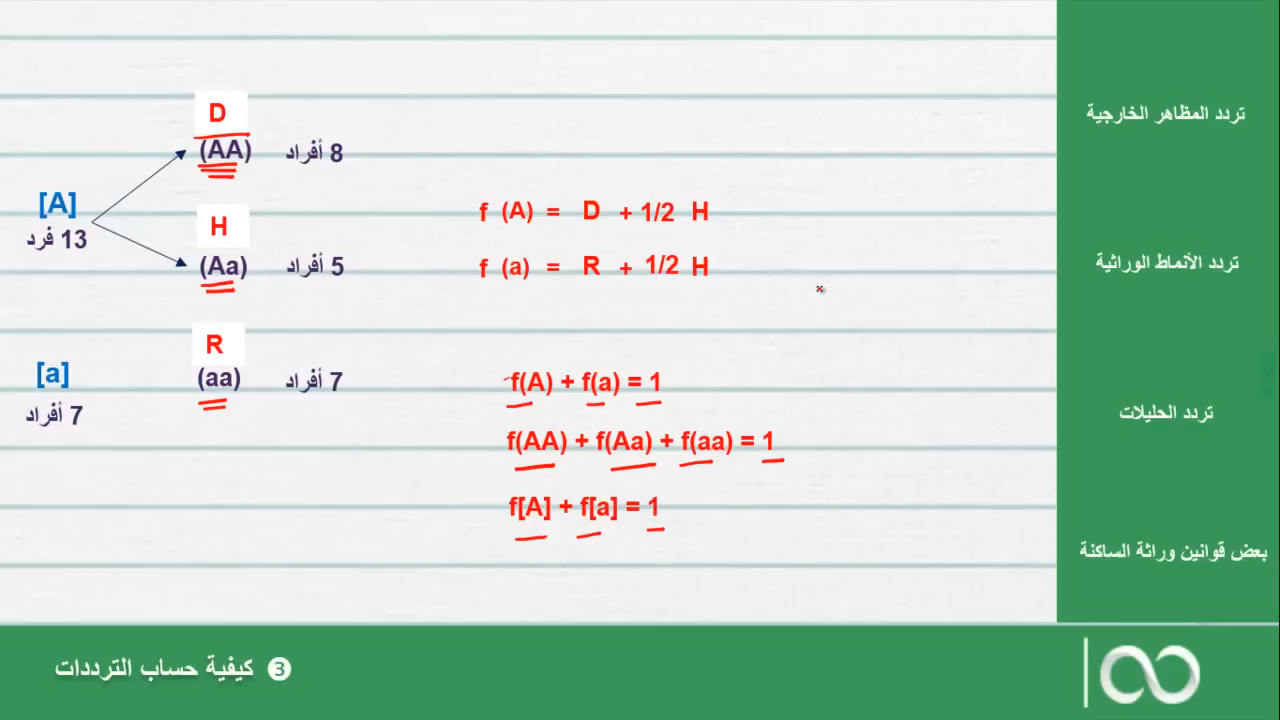 D
(AA) 8 أفراد
[A]
13 فرد
H
(Aa) 5 أفراد
R
[a]
(aa) 7 أفراد
7 أفراد
f (A) = D + 1/2 H
f (a) = R + 1/2 H
f(A) + f(a) = 1
f(AA) + f(Aa) + f(aa) = 1
f[A] + f[a] = 1
تردد المظاهر الخارجية
تردد الأنماط الوراثية
تردد الحليلات
بعض قوانين وراثة الساكنة
3 كيفية حساب الترددات